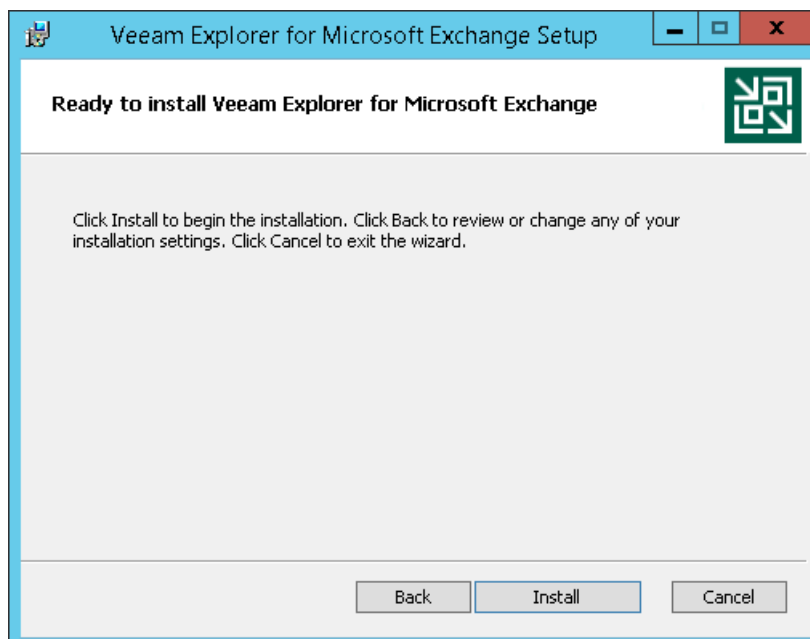 Veeam Explorer for Microsoft Exchange Setup
Ready to install Veeam Explorer for Microsoft Exchange
Click Install to begin the installation. Click Back to review or change any of your
installation settings. Click Cancel to exit the wizard.
Back Install Cancel